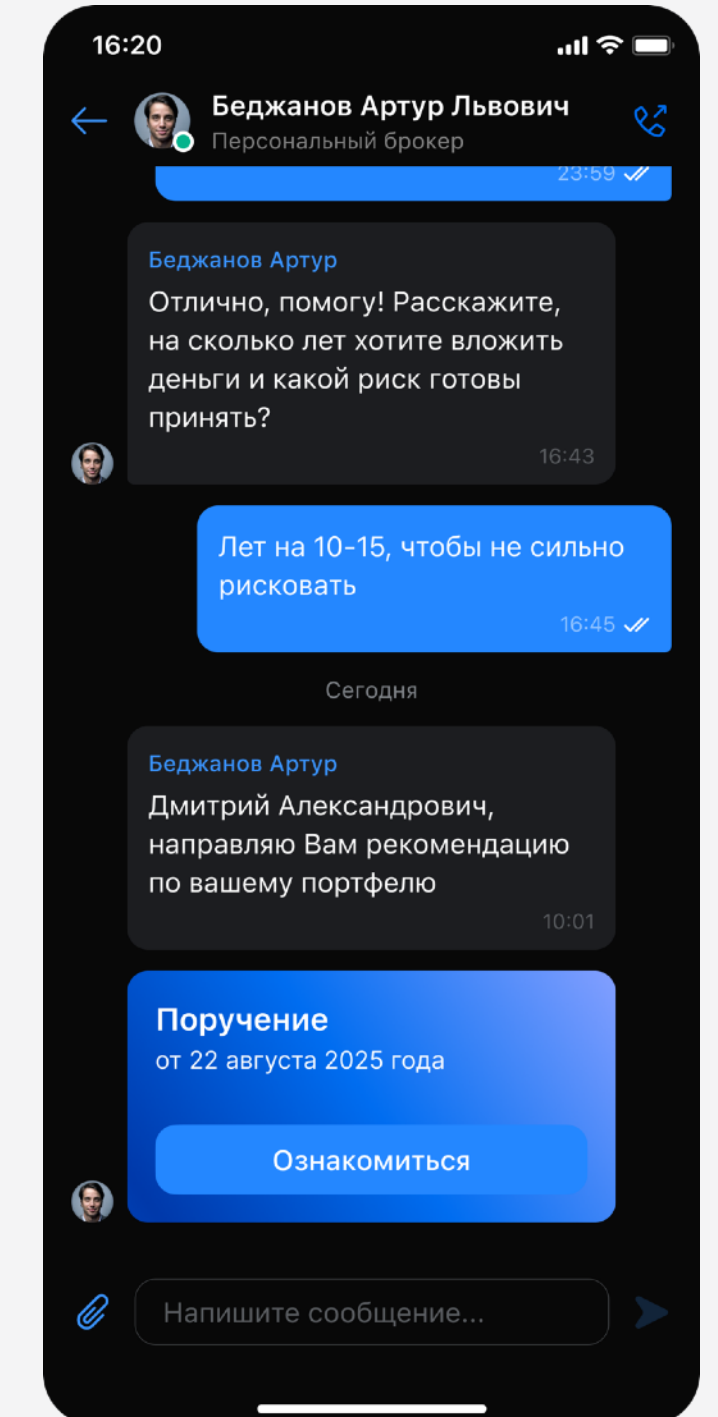 16:20
Беджанов Артур Львович
Персональный брокер
23:59
Беджанов Артур
Отлично, помогу! Расскажите,
на сколько лет хотите вложить
деньги и какой риск готовы
принять?
16:43
Лет на 10-15, чтобы не сильно
рисковать
16:45
Сегодня
Беджанов Артур
Дмитрий Александрович,
направляю Вам рекомендацию
по вашему портфелю
10:01
Поручение
от 22 августа 2025 года
Ознакомиться
Напишите сообщение...